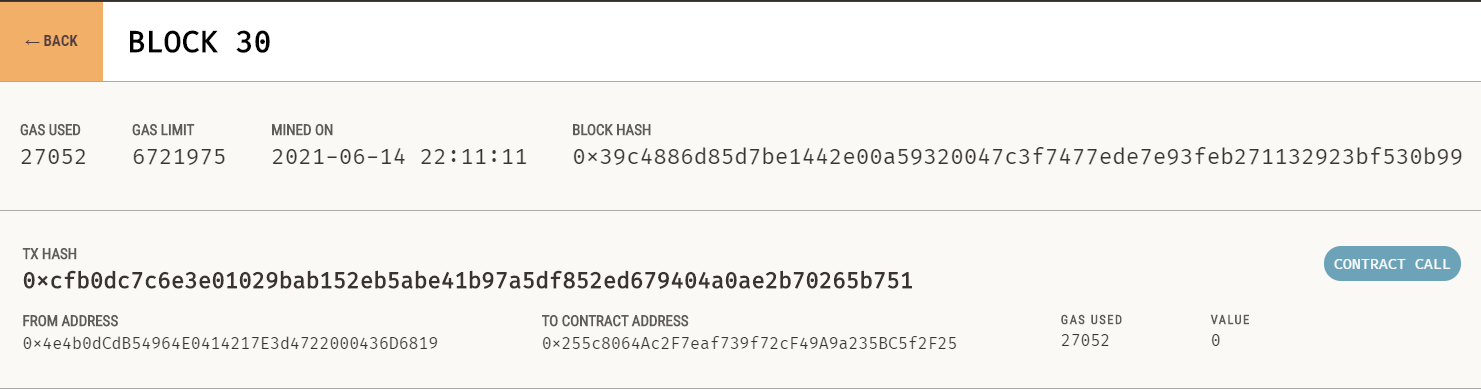 ← BACK
BLOCK 30
GAS USED GAS LIMIT MINED ON BLOCK HASH
27052 6721975 2021-06-14 22:11:11 0×39c4886d85d7be1442e00a59320047c3f7477ede7e93feb271132923bf530b99
TX HASH
0×cfb0dc7c6e3e01029bab152eb5abe41b97a5df852ed679404a0ae2b70265b751
CONTRACT CALL
FROM ADDRESS TO CONTRACT ADDRESS GAS USED VALUE
0×4e4b0dCdB54964E0414217E3d4722000436D6819 0×255c8064Ac2F7eaf739f72cF49A9a235BC5f2F25 27052 0